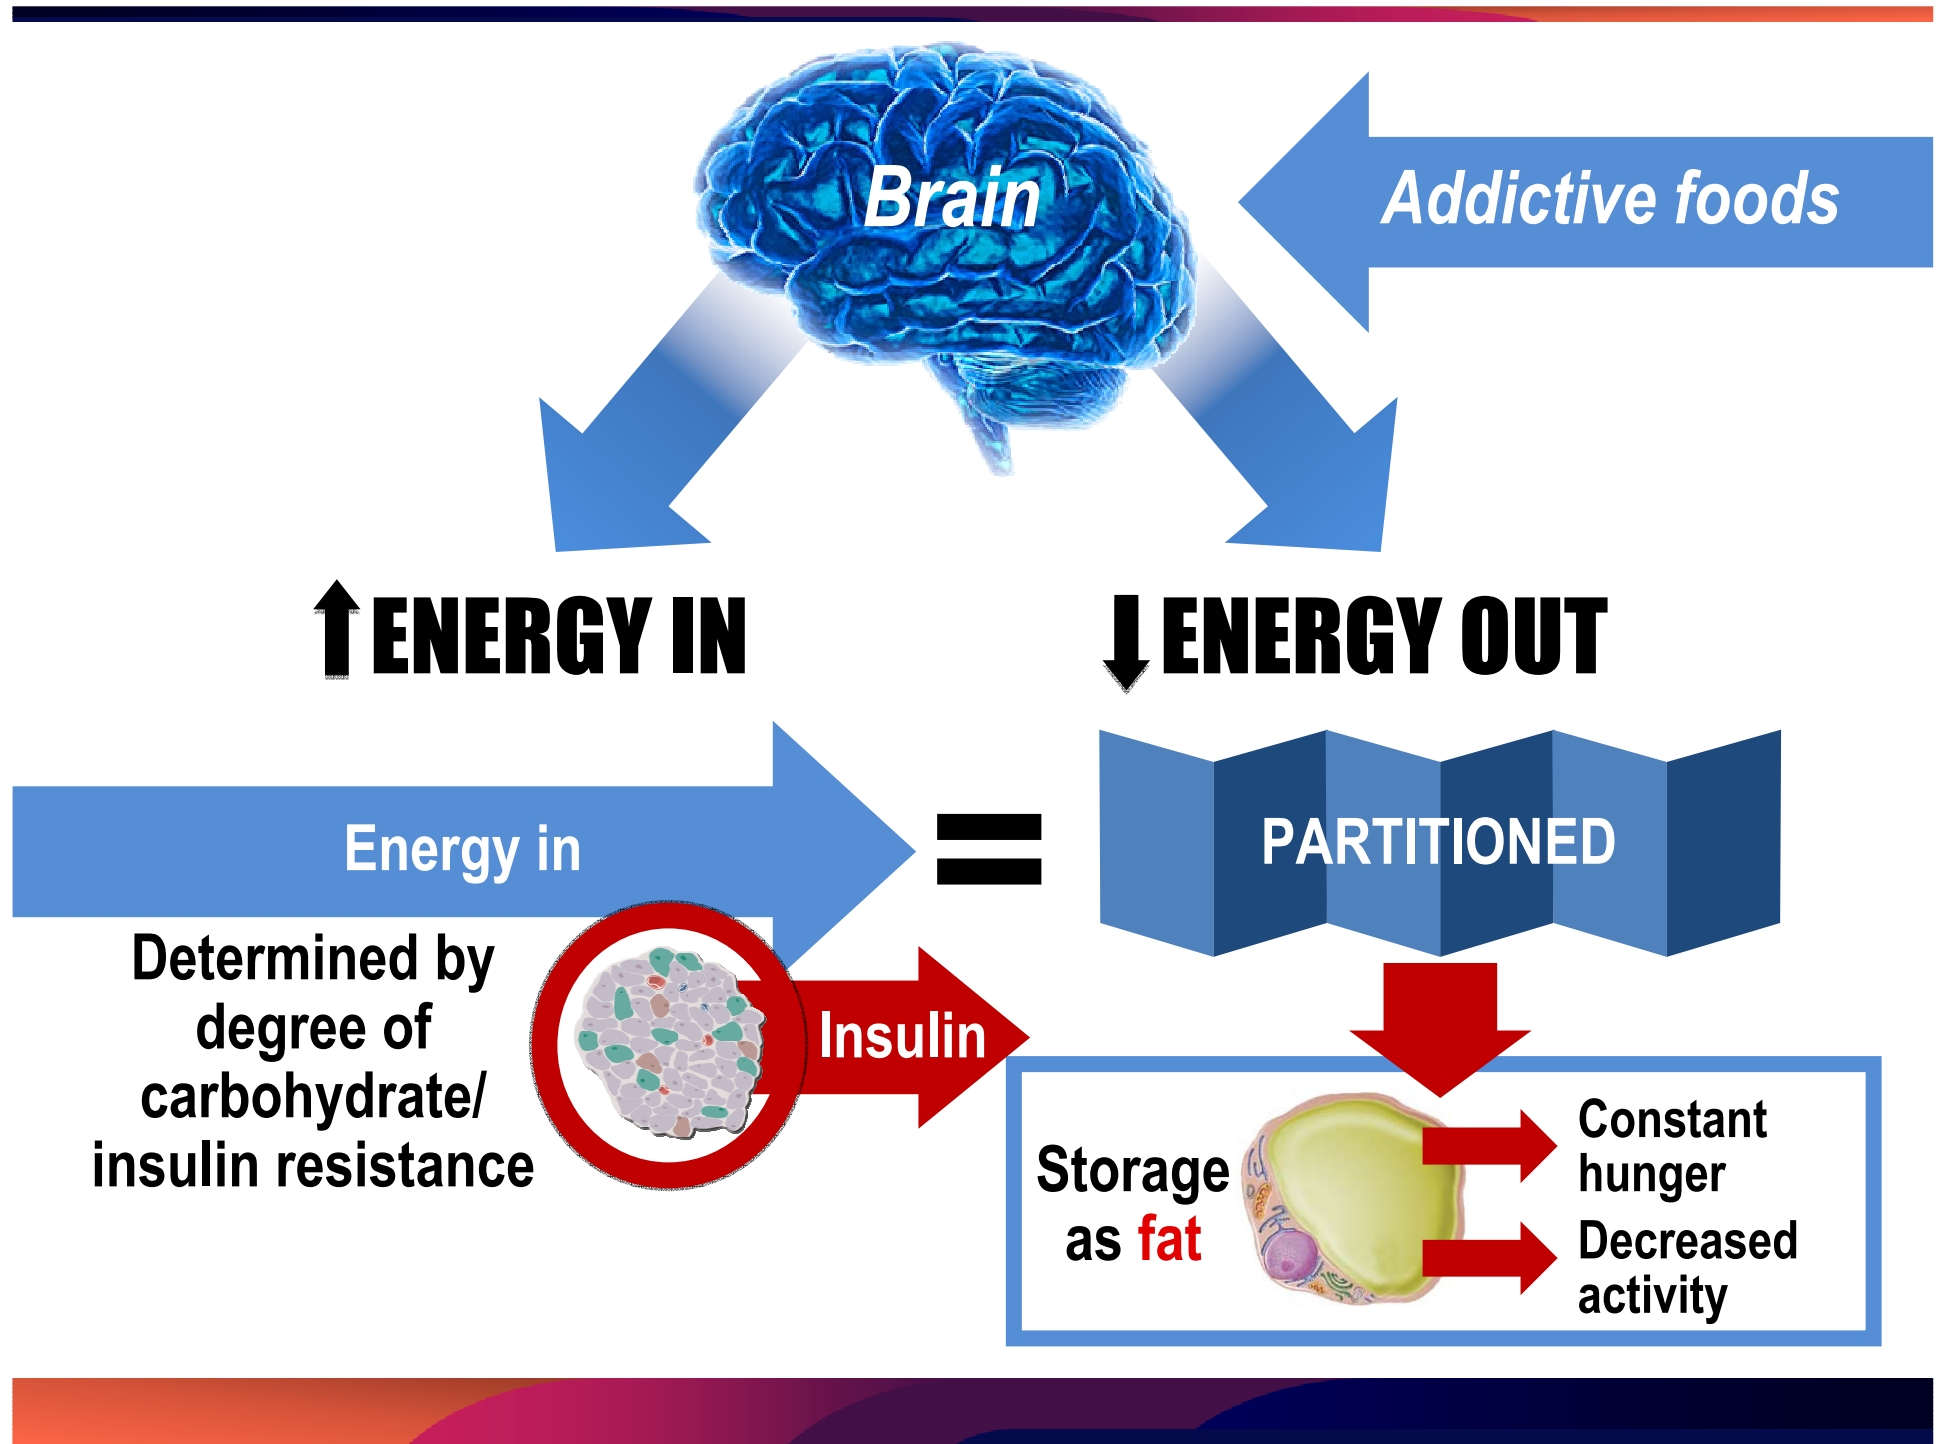 Brain
Addictive foods
ENERGY IN
ENERGY OUT
Energy in
=
PARTITIONED
Determined by
degree of
carbohydrate/
insulin resistance
Insulin
Storage
as fat
Constant
hunger
Decreased
activity